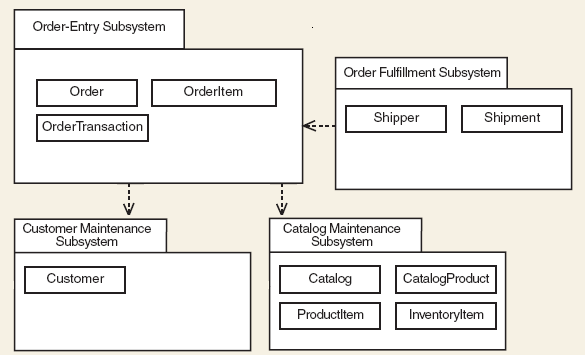 Order-Entry Subsystem
Order
OrderItem
OrderTransaction
Order Fulfillment Subsystem
Shipper
Shipment
Customer Maintenance
Subsystem
Customer
Catalog Maintenance
Subsystem
Catalog
CatalogProduct
ProductItem
InventoryItem